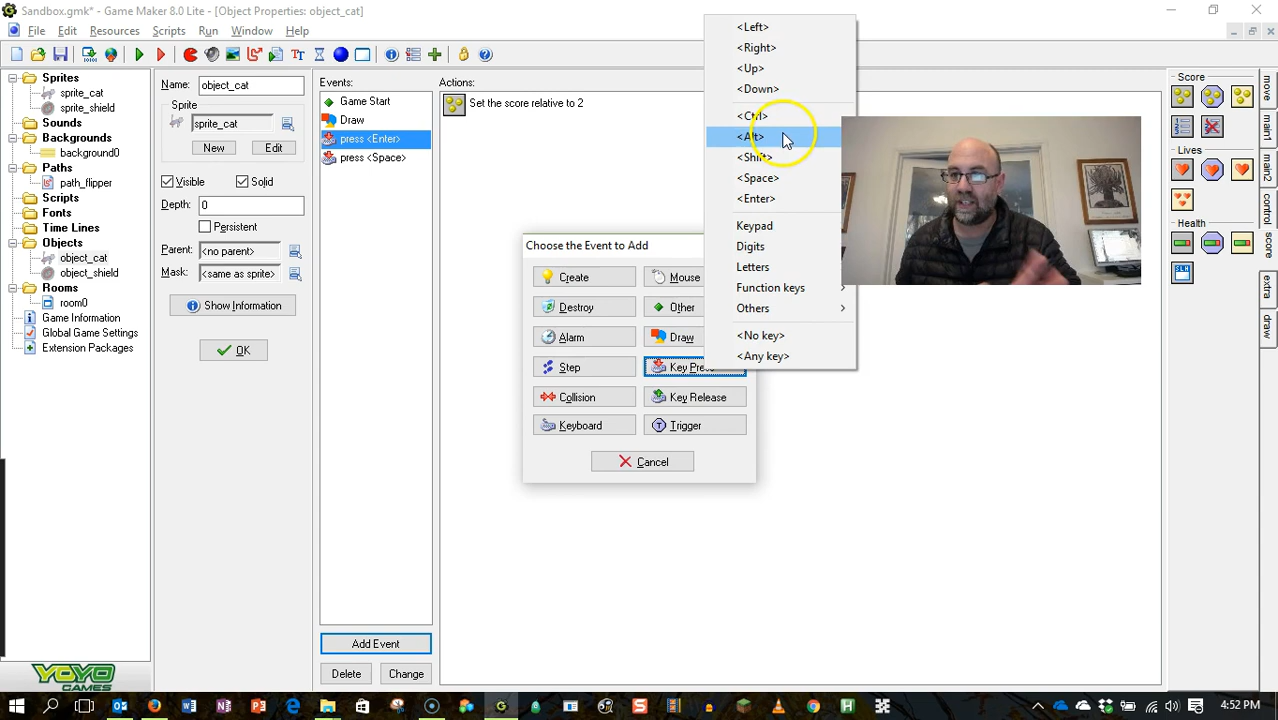 Sandbox.gmk* - Game Maker 8.0 Lite - [Object Properties: object_cat]
File Edit Resources Scripts Run Window Help
Sprites
sprite_cat
sprite_shield
Sounds
Backgrounds
background0
Paths
path_flipper
Scripts
Fonts
Time Lines
Objects
object_cat
object_shield
Rooms
room0
Game Information
Global Game Settings
Extension Packages
YOYO
GAMES
Name: object_cat
Sprite
sprite_cat
New Edit
Visible Solid
Depth: 0
Persistent
Parent: <no parent>
Mask: <same as sprite>
Show Information
OK
Events:
Game Start
Draw
press <Enter>
press <Space>
Add Event
Delete Change
Actions:
Set the score relative to 2
Choose the Event to Add
Create Mouse
Destroy Other
Alarm Draw
Step Key Press
Collision Key Release
Keyboard Trigger
Cancel
<Left>
<Right>
<Up>
<Down>
<Ctrl>
<Alt>
<Shift>
<Space>
<Enter>
Keypad
Digits
Letters
Function keys
Others
<No key>
<Any key>
Score
Lives
Health
move
main1
main2
control
score
extra
draw
4:52 PM